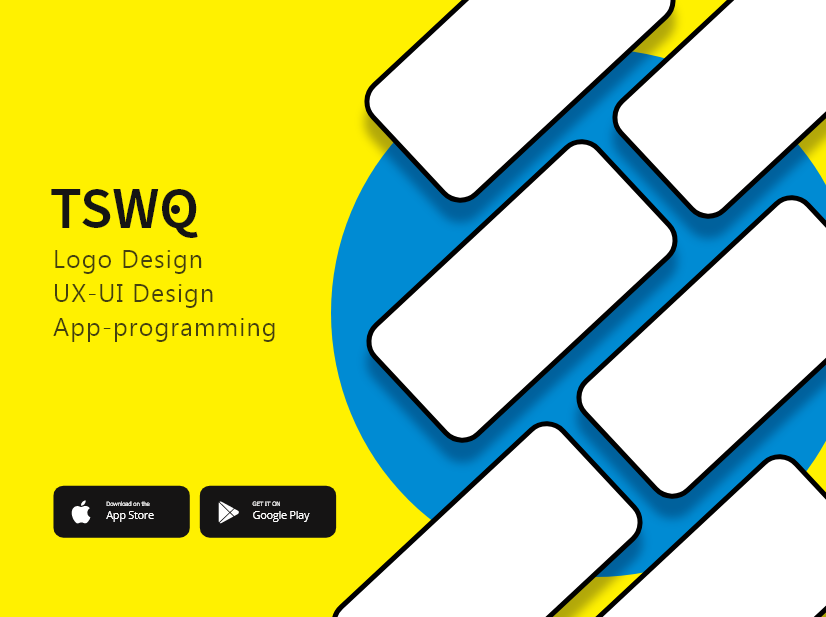 TSWQ
Logo Design
UX-UI Design
App-programming
Download on the
App Store
GET IT ON
Google Play